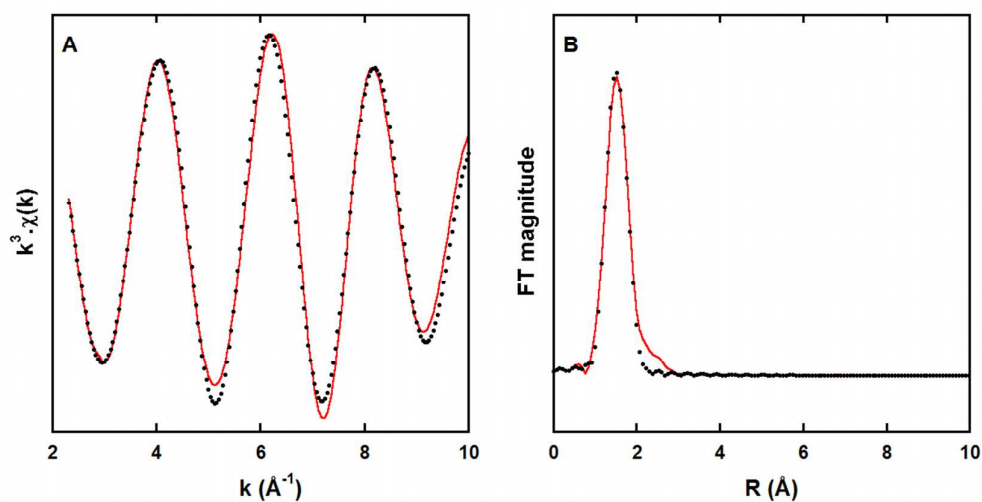 A
k³.χ(k)
2 4 6 8 10
k (Å⁻¹)
B
FT magnitude
0 2 4 6 8 10
R (Å)